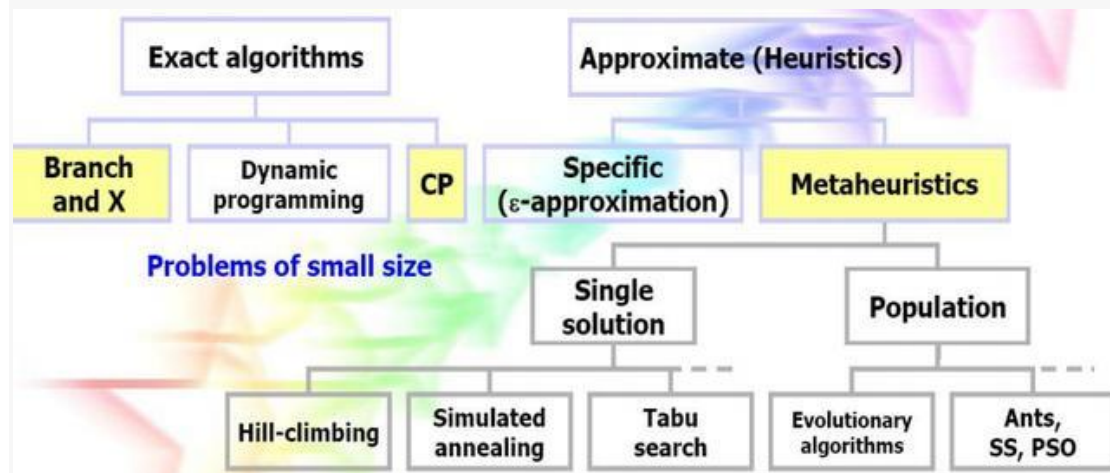 Exact algorithms
Approximate (Heuristics)
Branch
and X
Dynamic
programming
CP
Specific
(ε-approximation)
Metaheuristics
Problems of small size
Single
solution
Population
Hill-climbing
Simulated
annealing
Tabu
search
Evolutionary
algorithms
Ants,
SS, PSO